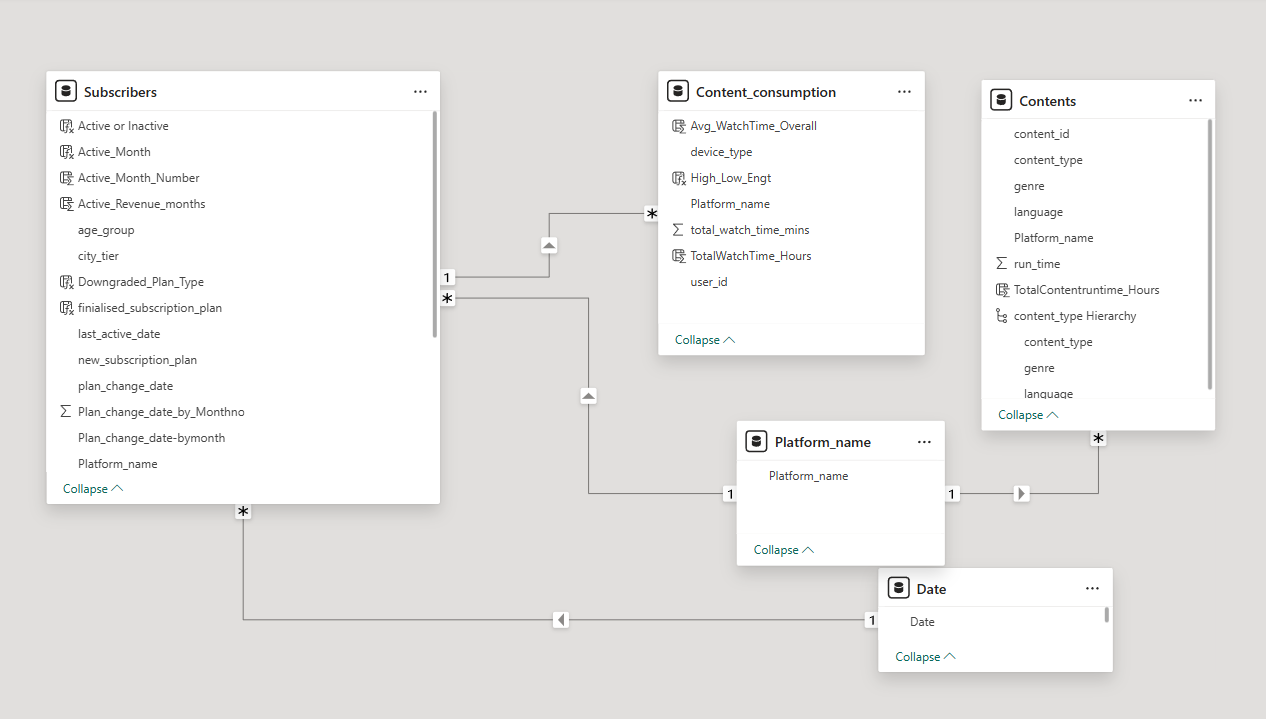 Subscribers
Active or Inactive
Active_Month
Active_Month_Number
Active_Revenue_months
age_group
city_tier
Downgraded_Plan_Type
finialised_subscription_plan
last_active_date
new_subscription_plan
plan_change_date
Plan_change_date_by_Monthno
Plan_change_date-bymonth
Platform_name
Collapse
1
*
*
Content_consumption
Avg_WatchTime_Overall
device_type
High_Low_Engt
Platform_name
total_watch_time_mins
TotalWatchTime_Hours
user_id
Collapse
*
Contents
content_id
content_type
genre
language
Platform_name
run_time
TotalContentruntime_Hours
content_type Hierarchy
content_type
genre
language
Collapse
*
Platform_name
Platform_name
Collapse
1
1
Date
Date
Collapse
1